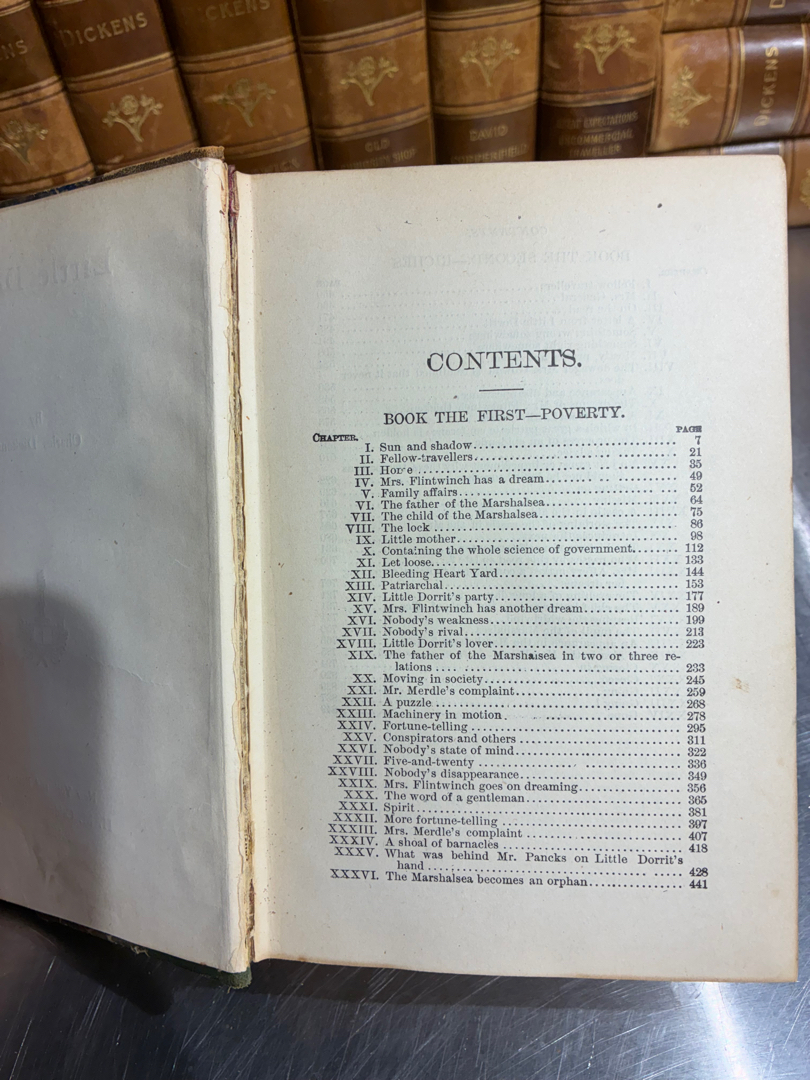 DICKENS
DICKENS
DICKENS
OLD
DAVID
COPPERFIELD
GREAT EXPECTATIONS
UNCOMMERCIAL
TRAVELLER
CONTENTS.
BOOK THE FIRST—POVERTY.
CHAPTER. PAGE
I. Sun and shadow 7
II. Fellow-travellers 21
III. Home 35
IV. Mrs. Flintwinch has a dream 49
V. Family affairs 52
VI. The father of the Marshalsea 64
VII. The child of the Marshalsea 75
VIII. The lock 86
IX. Little mother 98
X. Containing the whole science of government 112
XI. Let loose 133
XII. Bleeding Heart Yard 144
XIII. Patriarchal 153
XIV. Little Dorrit's party 177
XV. Mrs. Flintwinch has another dream 189
XVI. Nobody's weakness 199
XVII. Nobody's rival 213
XVIII. Little Dorrit's lover 223
XIX. The father of the Marshalsea in two or three re-
lations 233
XX. Moving in society 245
XXI. Mr. Merdle's complaint 259
XXII. A puzzle 268
XXIII. Machinery in motion 278
XXIV. Fortune-telling 295
XXV. Conspirators and others 311
XXVI. Nobody's state of mind 322
XXVII. Five-and-twenty 336
XXVIII. Nobody's disappearance 349
XXIX. Mrs. Flintwinch goes on dreaming 356
XXX. The word of a gentleman 365
XXXI. Spirit 381
XXXII. More fortune-telling 397
XXXIII. Mrs. Merdle's complaint 407
XXXIV. A shoal of barnacles 418
XXXV. What was behind Mr. Pancks on Little Dorrit's
hand 428
XXXVI. The Marshalsea becomes an orphan 441